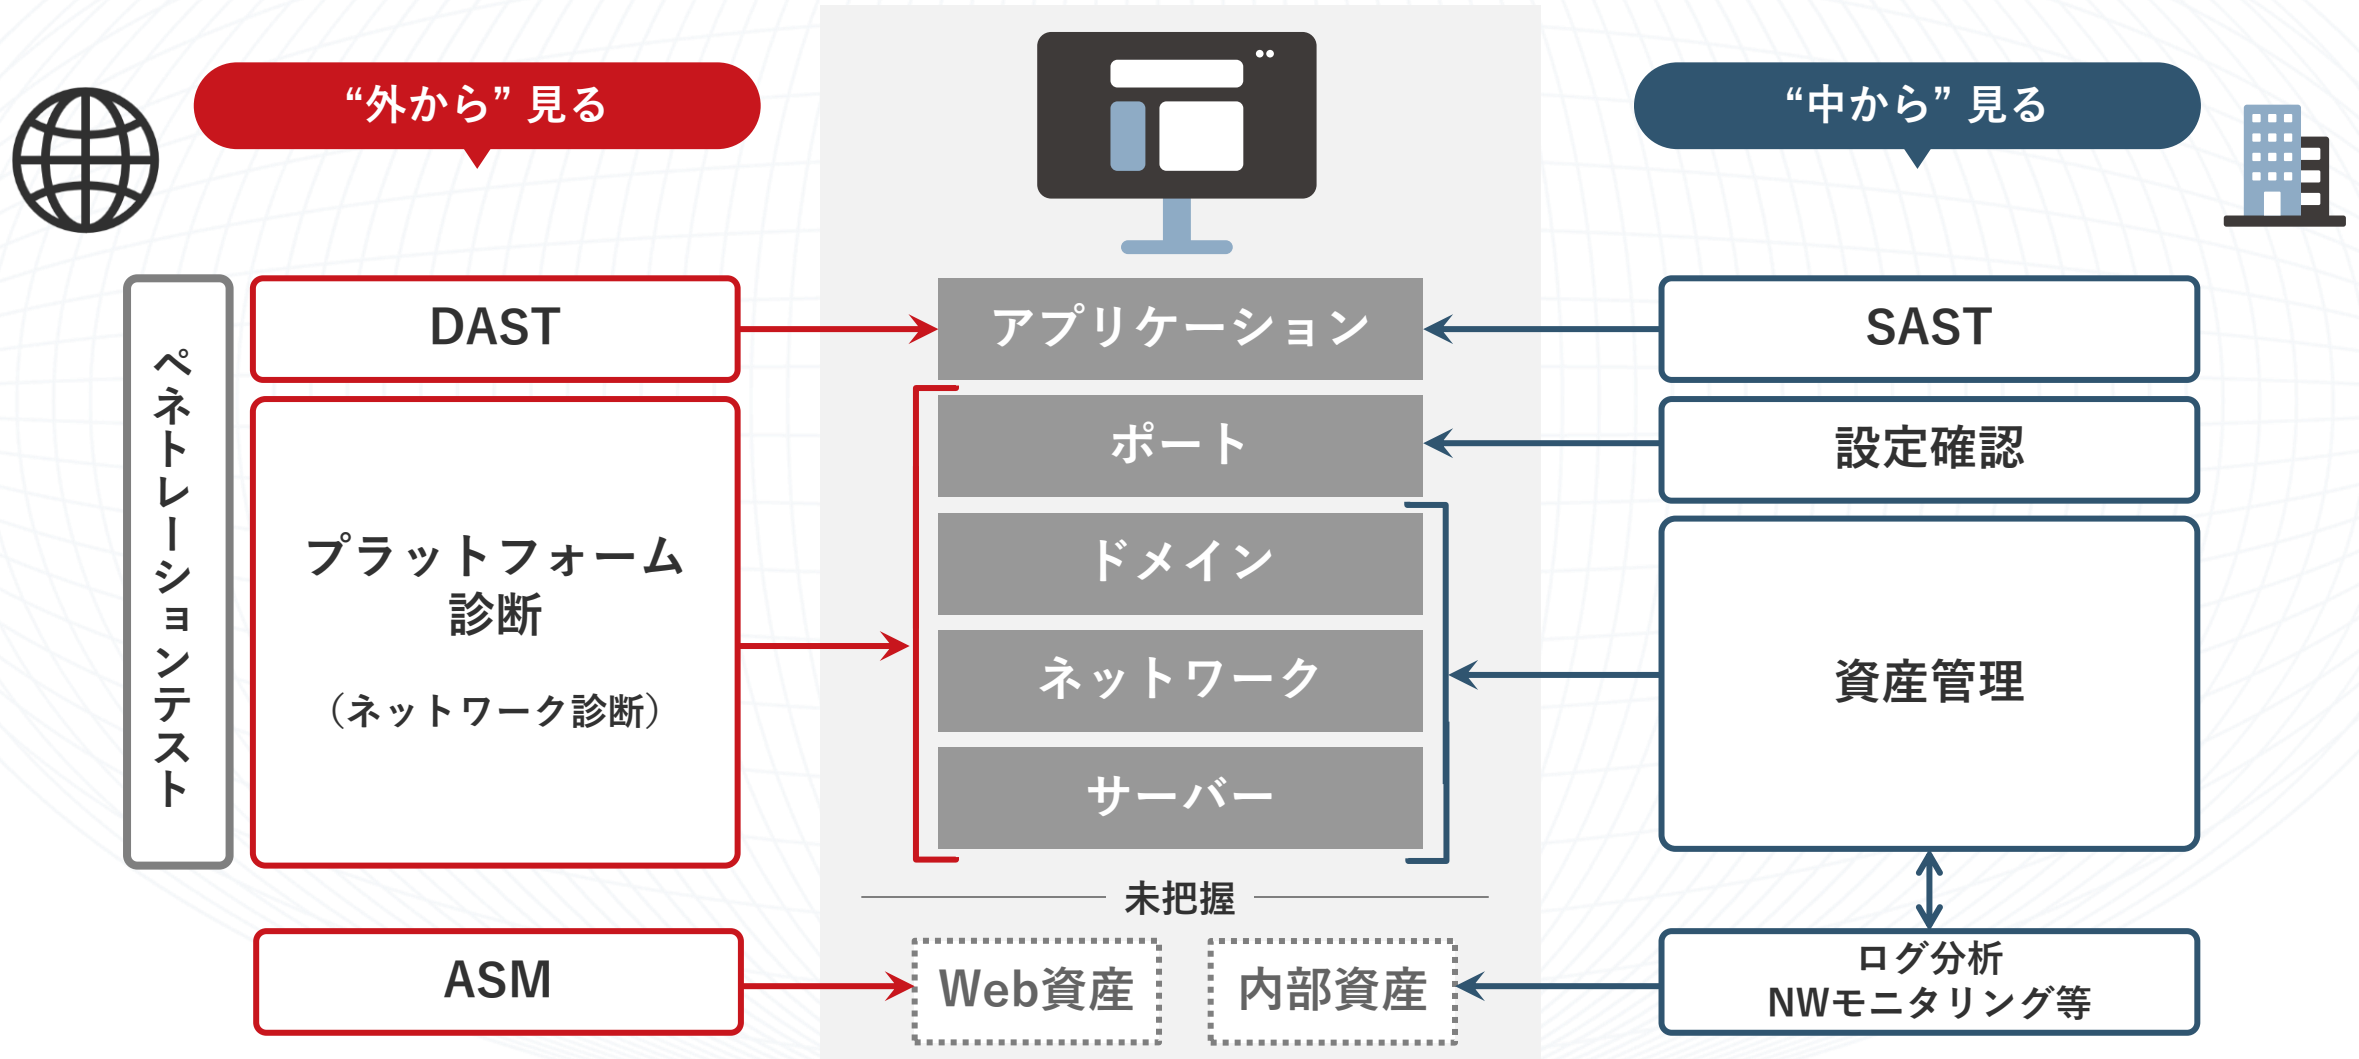 “外から” 見る
“中から” 見る
ペネトレーションテスト
DAST
アプリケーション
SAST
プラットフォーム
診断
（ネットワーク診断）
ポート
設定確認
ドメイン
ネットワーク
サーバー
資産管理
未把握
ASM
Web資産
内部資産
ログ分析
NWモニタリング等